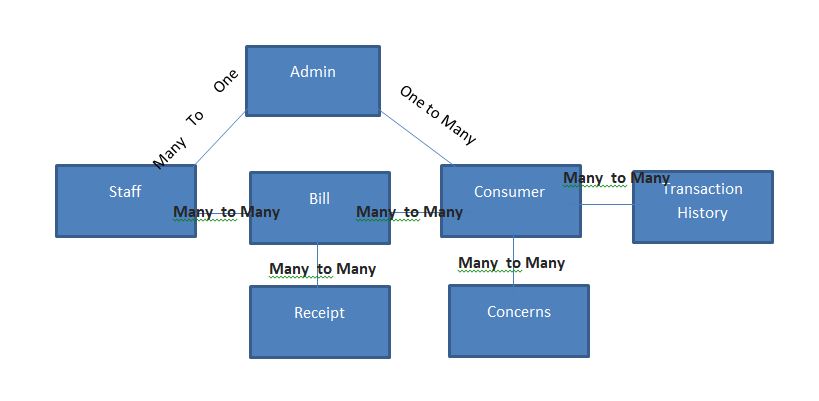 Admin
Many To One
One to Many
Staff
Many to Many
Bill
Many to Many
Consumer
Many to Many
Transaction
History
Many to Many
Many to Many
Receipt
Concerns